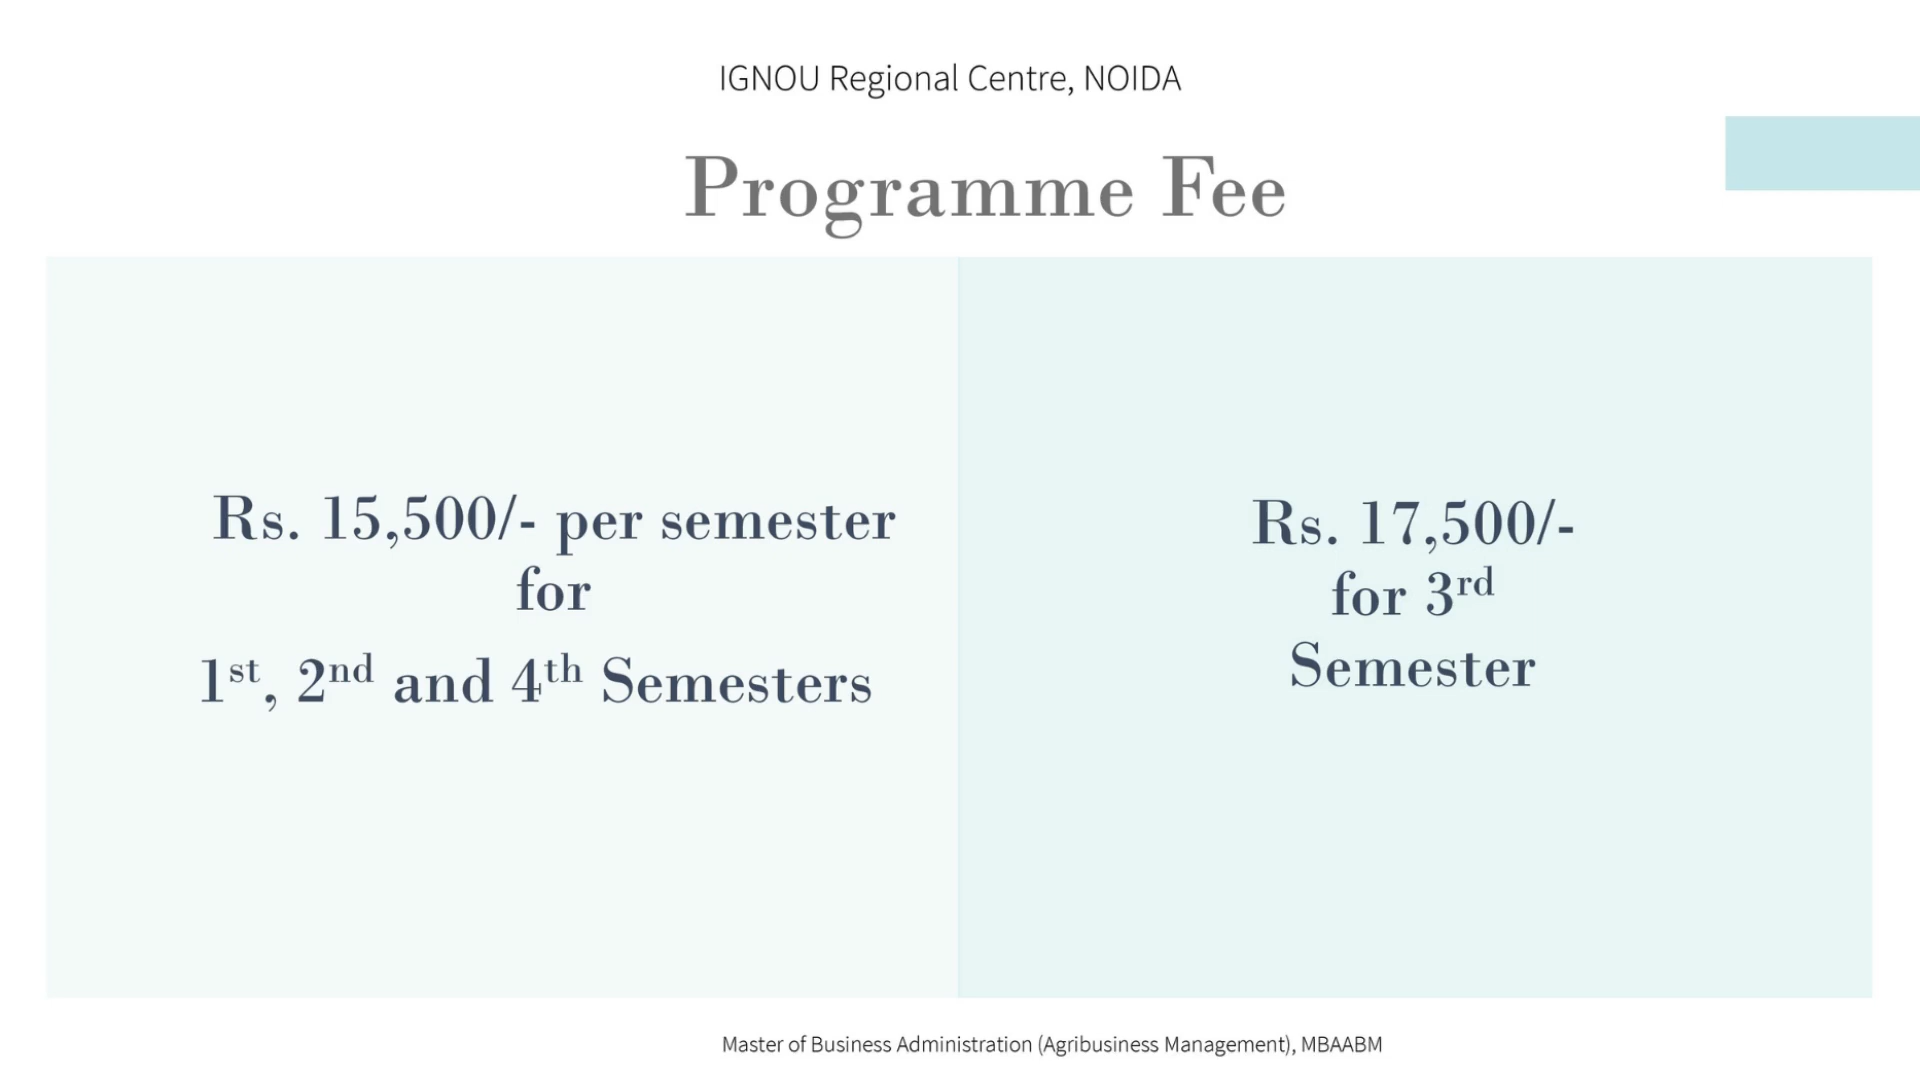 IGNOU Regional Centre, NOIDA
Programme Fee
Rs. 15,500/- per semester
for
1st, 2nd and 4th Semesters
Rs. 17,500/-
for 3rd
Semester
Master of Business Administration (Agribusiness Management), MBAABM